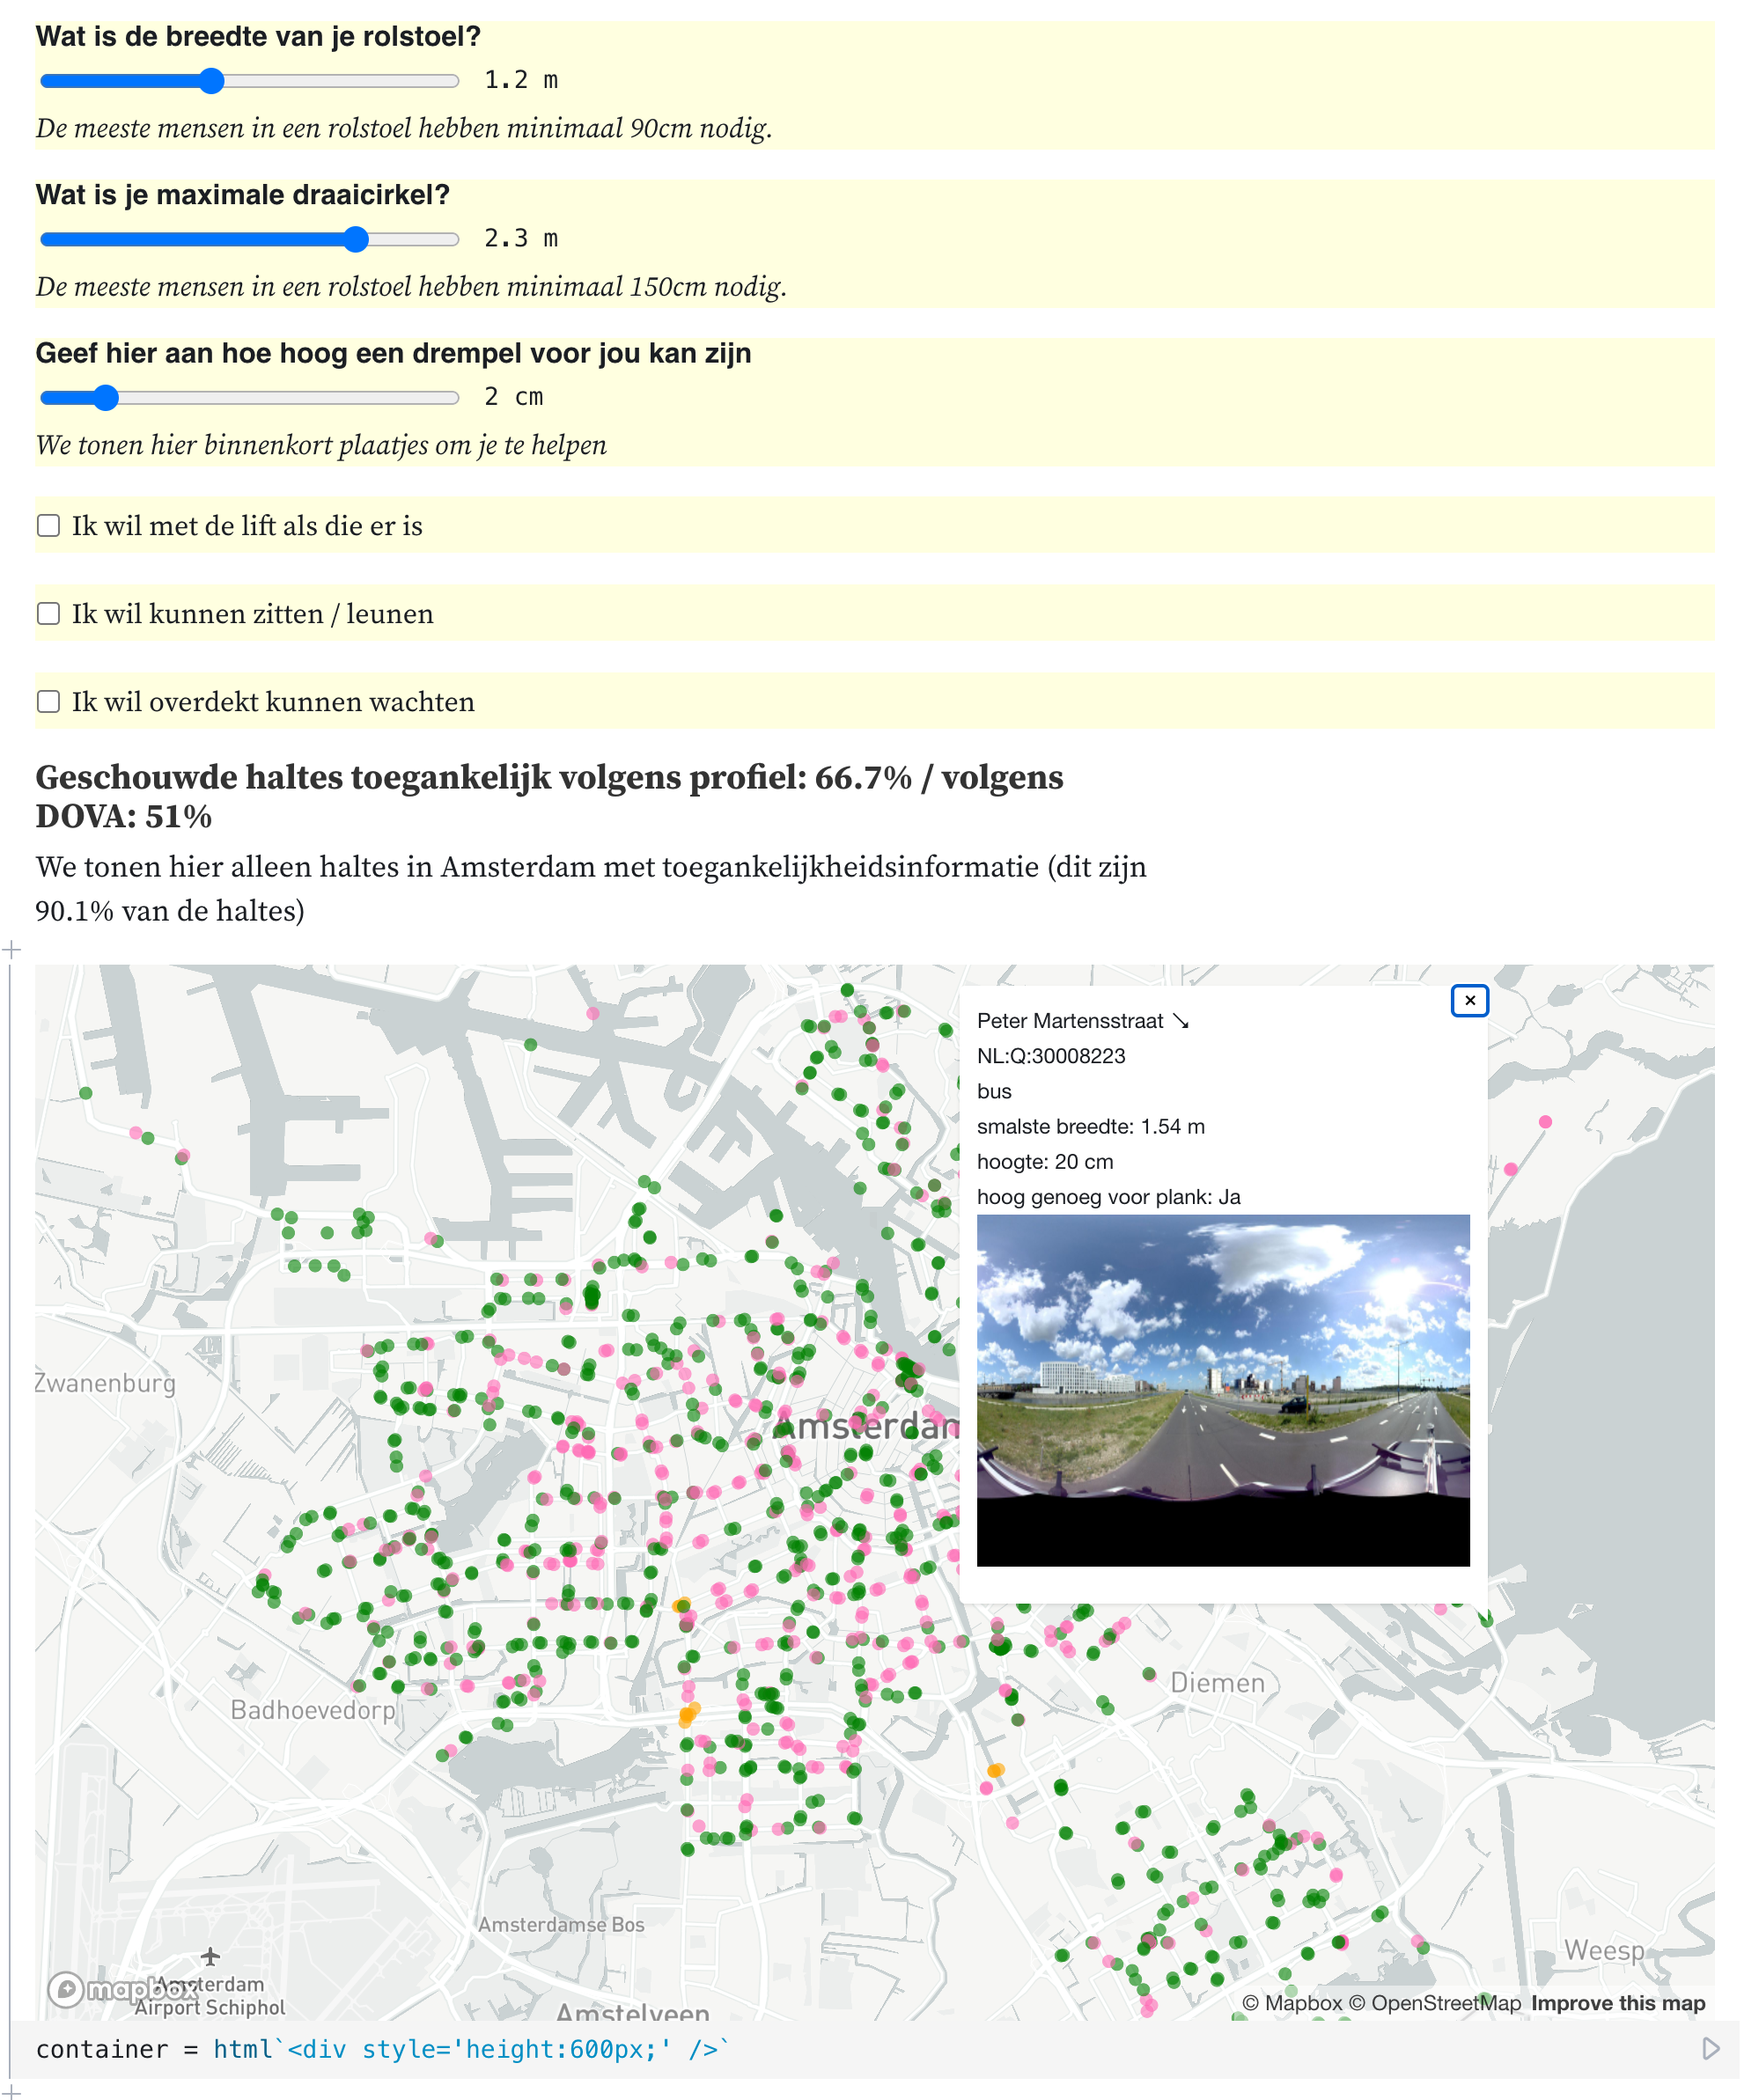 Wat is de breedte van je rolstoel?
1.2 m
De meeste mensen in een rolstoel hebben minimaal 90cm nodig.
Wat is je maximale draaicirkel?
2.3 m
De meeste mensen in een rolstoel hebben minimaal 150cm nodig.
Geef hier aan hoe hoog een drempel voor jou kan zijn
2 cm
We tonen hier binnenkort plaatjes om je te helpen
Ik wil met de lift als die er is
Ik wil kunnen zitten / leunen
Ik wil overdekt kunnen wachten
Geschouwde haltes toegankelijk volgens profiel: 66.7% / volgens
DOVA: 51%
We tonen hier alleen haltes in Amsterdam met toegankelijkheidsinformatie (dit zijn
90.1% van de haltes)
×
Peter Martensstraat ↘
NL:Q:30008223
bus
smalste breedte: 1.54 m
hoogte: 20 cm
hoog genoeg voor plank: Ja
Zwanenburg
Amsterdam
Diemen
Badhoevedorp
Amsterdamse Bos
Weesp
mapbox
Amsterdam
Airport Schiphol
Amstelveen
© Mapbox © OpenStreetMap Improve this map
container = html`<div style='height:600px;' />`